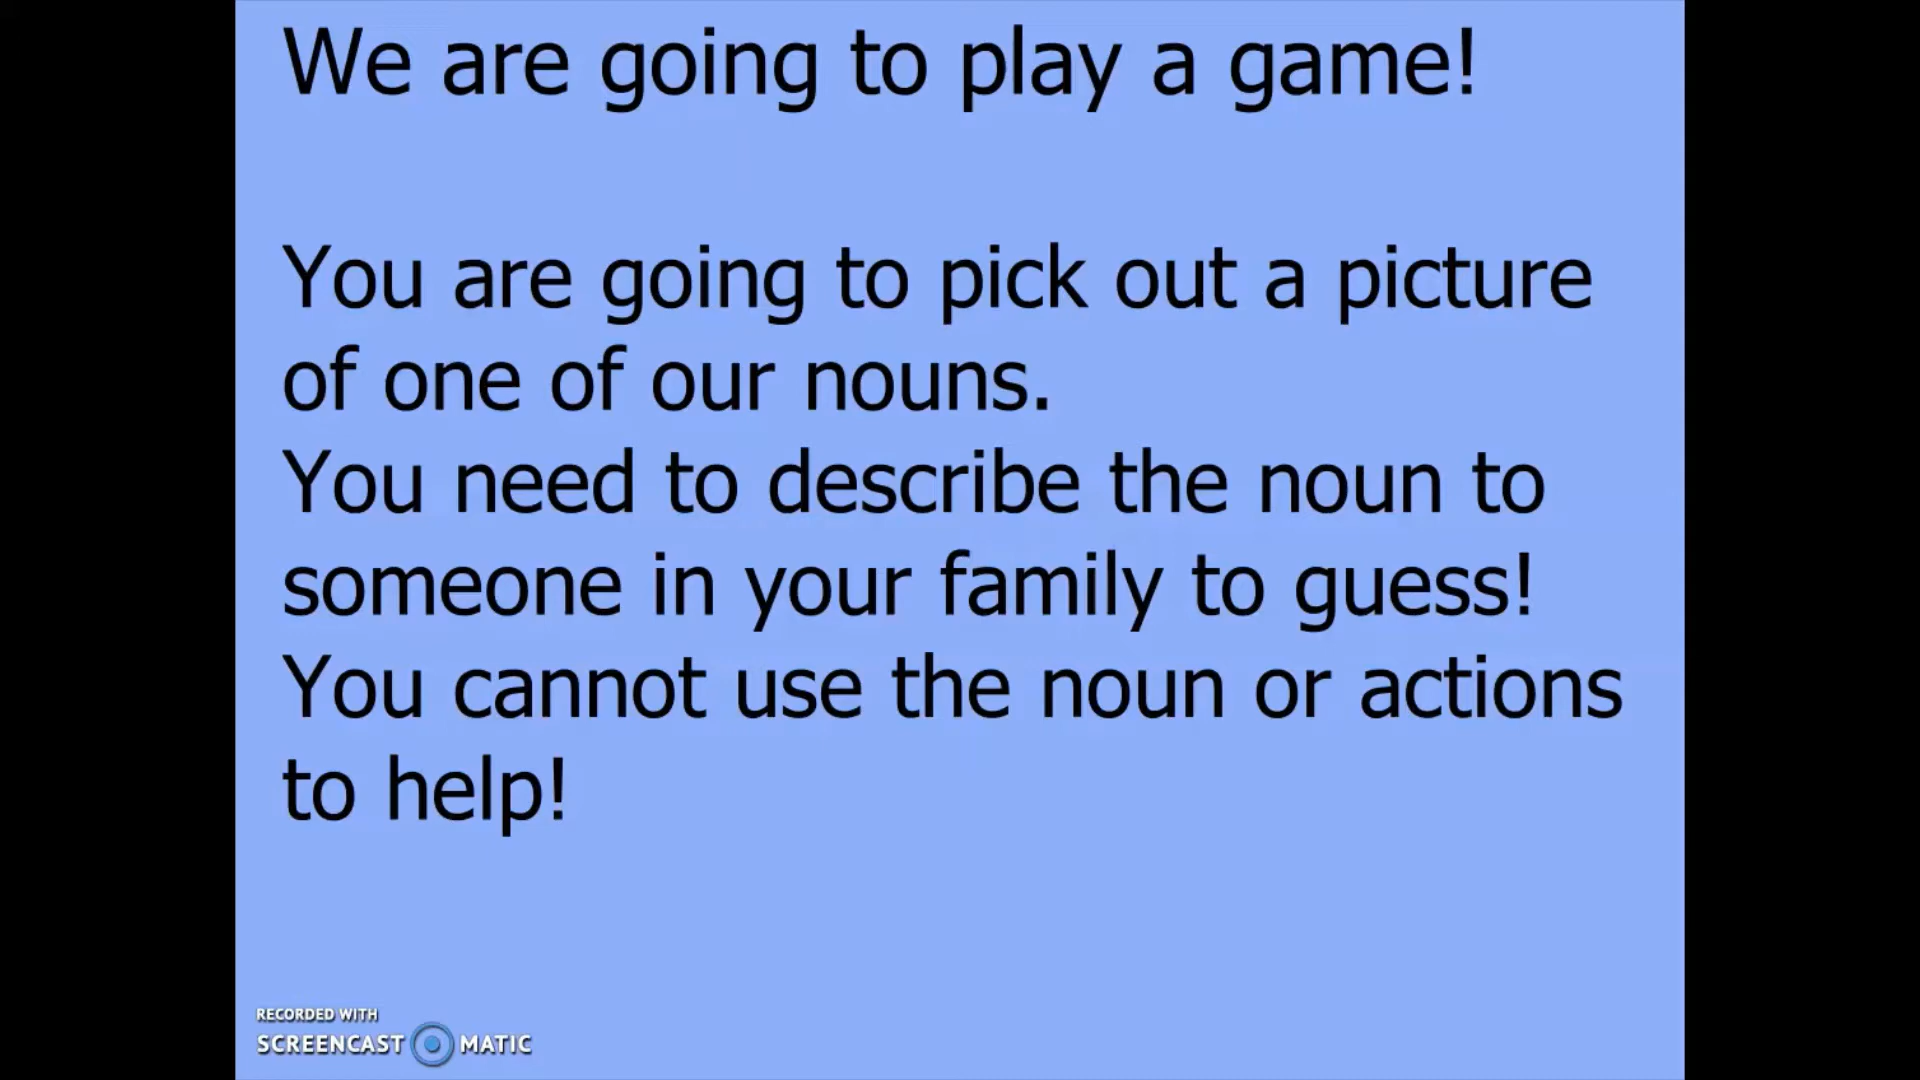 We are going to play a game!
You are going to pick out a picture
of one of our nouns.
You need to describe the noun to
someone in your family to guess!
You cannot use the noun or actions
to help!
RECORDED WITH
SCREENCAST MATIC